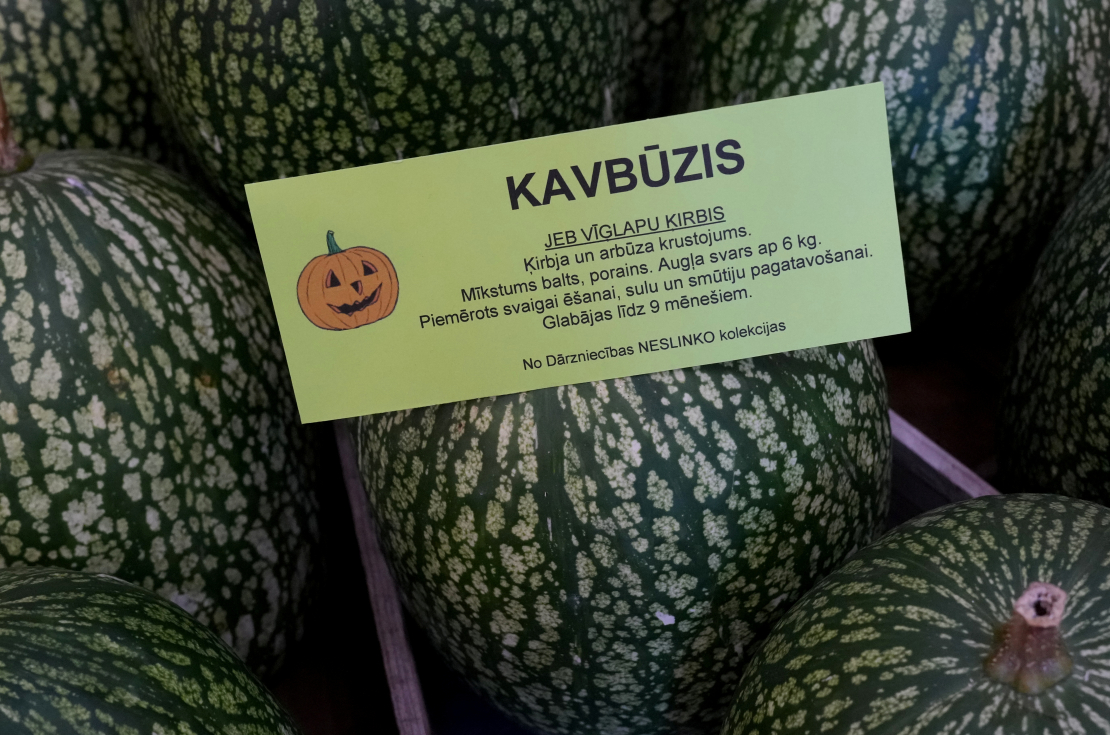 KAVBŪZIS
JEB VĪGLAPU ĶIRBIS
Ķirbja un arbūza krustojums.
Mīkstums balts, porains. Augļa svars ap 6 kg.
Piemērots svaigai ēšanai, sulu un smūtiju pagatavošanai.
Glabājas līdz 9 mēnešiem.
No Dārzniecības NESLINKO kolekcijas